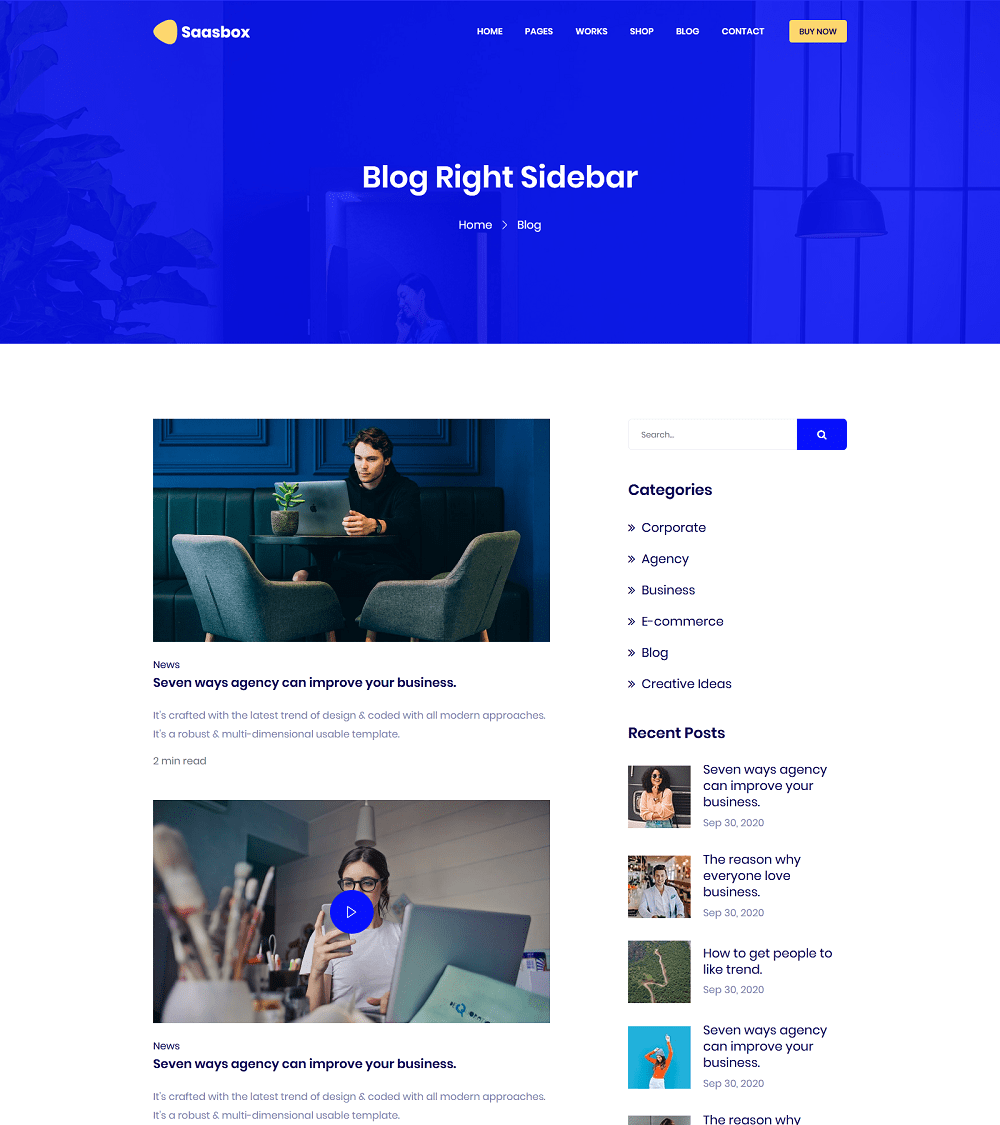 Saasbox
HOME PAGES WORKS SHOP BLOG CONTACT BUY NOW
Blog Right Sidebar
Home Blog
News
Seven ways agency can improve your business.
It's crafted with the latest trend of design & coded with all modern approaches.
It's a robust & multi-dimensional usable template.
2 min read
News
Seven ways agency can improve your business.
It's crafted with the latest trend of design & coded with all modern approaches.
It's a robust & multi-dimensional usable template.
Search...
Categories
Corporate
Agency
Business
E-commerce
Blog
Creative Ideas
Recent Posts
Seven ways agency
can improve your
business.
Sep 30, 2020
The reason why
everyone love
business.
Sep 30, 2020
How to get people to
like trend.
Sep 30, 2020
Seven ways agency
can improve your
business.
Sep 30, 2020
The reason why